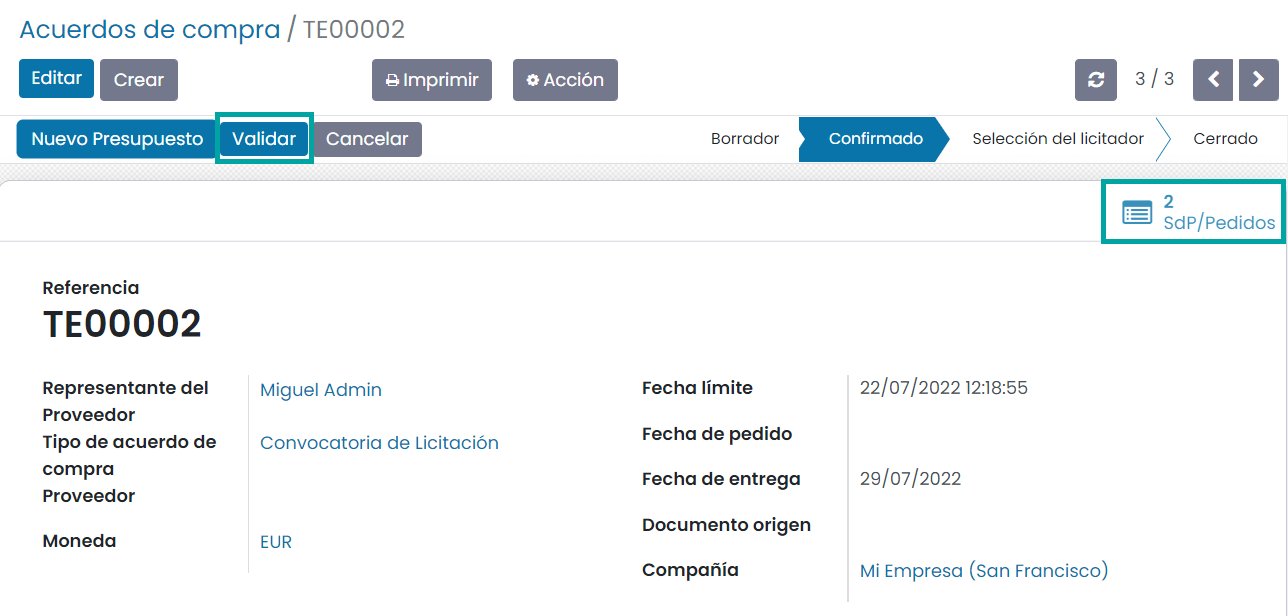 Acuerdos de compra / TE00002
Editar Crear Imprimir Acción 3 / 3
Nuevo Presupuesto Validar Cancelar Borrador Confirmado Selección del licitador Cerrado
2
SdP/Pedidos
Referencia
TE00002
Representante del Proveedor Miguel Admin
Tipo de acuerdo de compra Convocatoria de Licitación
Proveedor
Moneda EUR
Fecha límite 22/07/2022 12:18:55
Fecha de pedido
Fecha de entrega 29/07/2022
Documento origen
Compañía Mi Empresa (San Francisco)